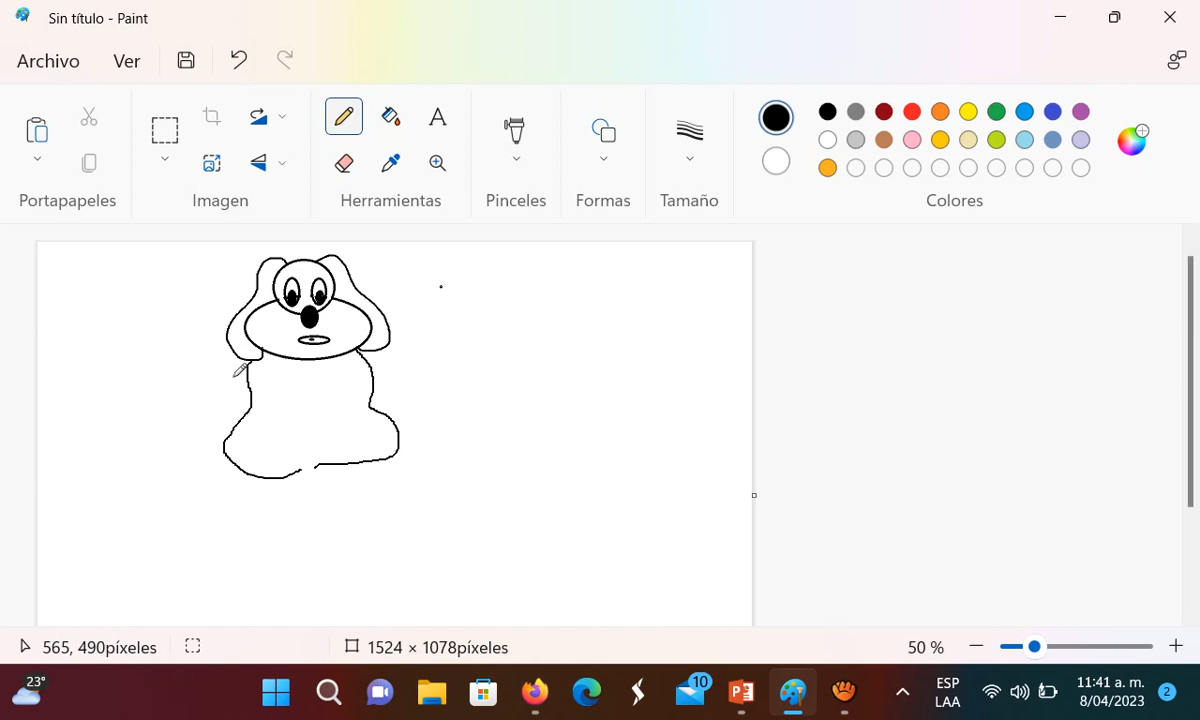 Sin título - Paint
Archivo Ver
A
Portapapeles Imagen Herramientas Pinceles Formas Tamaño Colores
565, 490píxeles 1524 × 1078píxeles 50 %
23° 10 ESP LAA 11:41 a. m. 8/04/2023 2